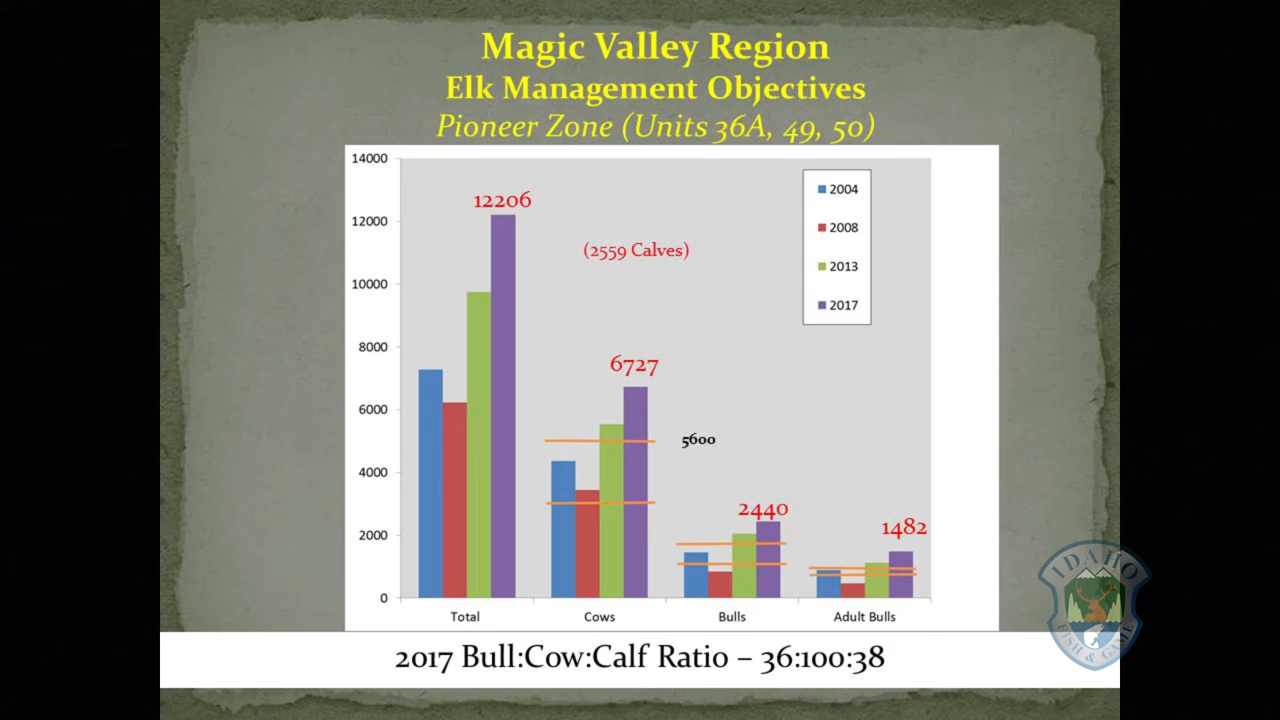 Magic Valley Region
Elk Management Objectives
Pioneer Zone (Units 36A, 49, 50)
14000
12000
10000
8000
6000
4000
2000
0
12206
(2559 Calves)
6727
5600
2440
1482
2004
2008
2013
2017
Total
Cows
Bulls
Adult Bulls
IDAHO
FISH & GAME
2017 Bull:Cow:Calf Ratio – 36:100:38